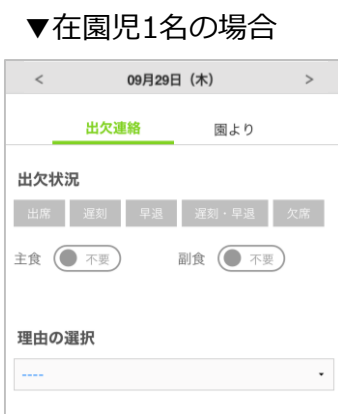 ▼在園児1名の場合
< 09月29日（木） >
出欠連絡 園より
出欠状況
出席 遅刻 早退 遅刻・早退 欠席
主食 不要 副食 不要
理由の選択
----